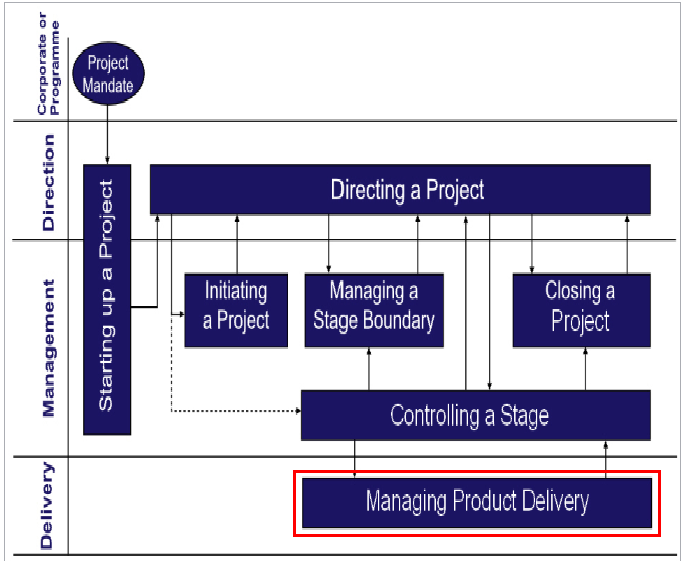 Corporate or
Programme
Project
Mandate
Direction
Starting up a Project
Directing a Project
Management
Initiating
a Project
Managing a
Stage Boundary
Closing a
Project
Controlling a Stage
Delivery
Managing Product Delivery